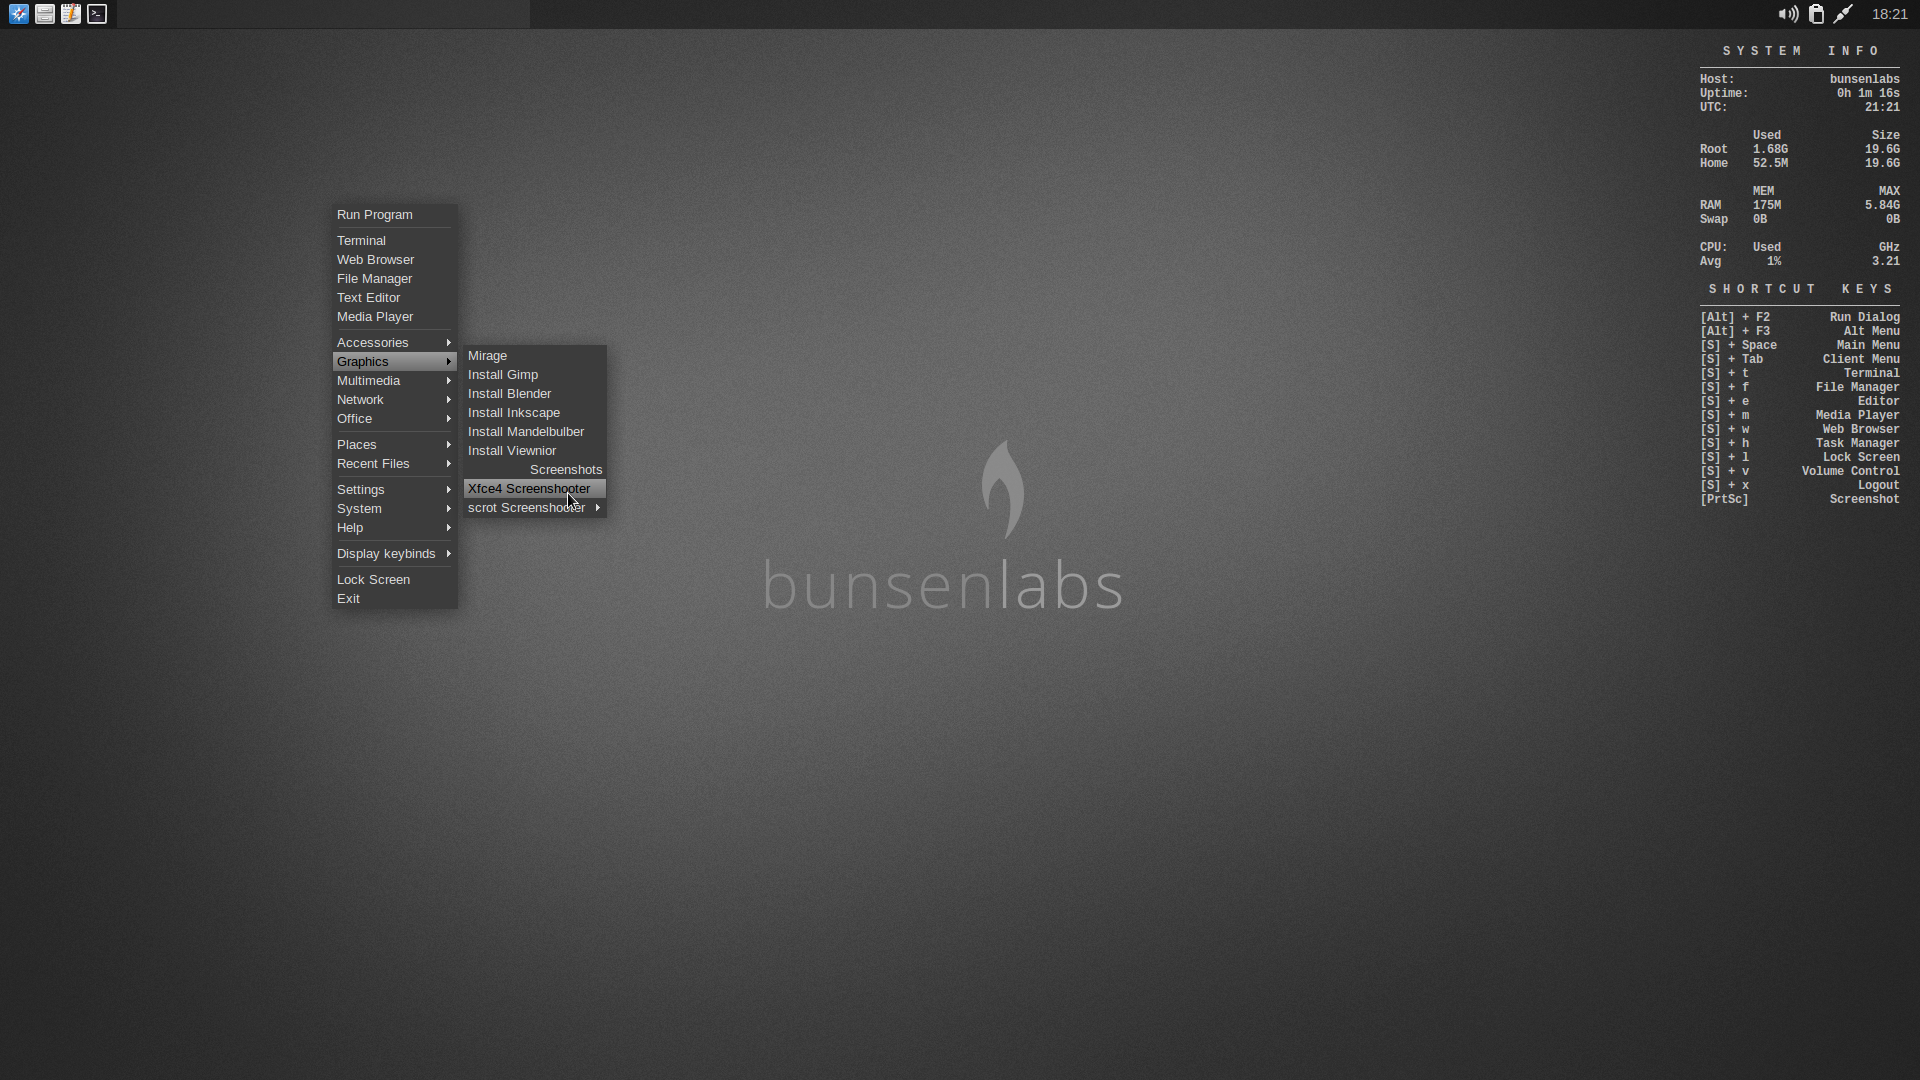 18:21
SYSTEM INFO
Host: bunsenlabs
Uptime: 0h 1m 16s
UTC: 21:21
Used Size
Root 1.68G 19.6G
Home 52.5M 19.6G
MEM MAX
RAM 175M 5.84G
Swap 0B 0B
CPU: Used GHz
Avg 1% 3.21
SHORTCUT KEYS
[Alt] + F2 Run Dialog
[Alt] + F3 Alt Menu
[S] + Space Main Menu
[S] + Tab Client Menu
[S] + t Terminal
[S] + f File Manager
[S] + e Editor
[S] + m Media Player
[S] + w Web Browser
[S] + h Task Manager
[S] + l Lock Screen
[S] + v Volume Control
[S] + x Logout
[PrtSc] Screenshot
Run Program
Terminal
Web Browser
File Manager
Text Editor
Media Player
Accessories
Graphics
Multimedia
Network
Office
Places
Recent Files
Settings
System
Help
Display keybinds
Lock Screen
Exit
Mirage
Install Gimp
Install Blender
Install Inkscape
Install Mandelbulber
Install Viewnior
Screenshots
Xfce4 Screenshooter
scrot Screenshooter
bunsenlabs